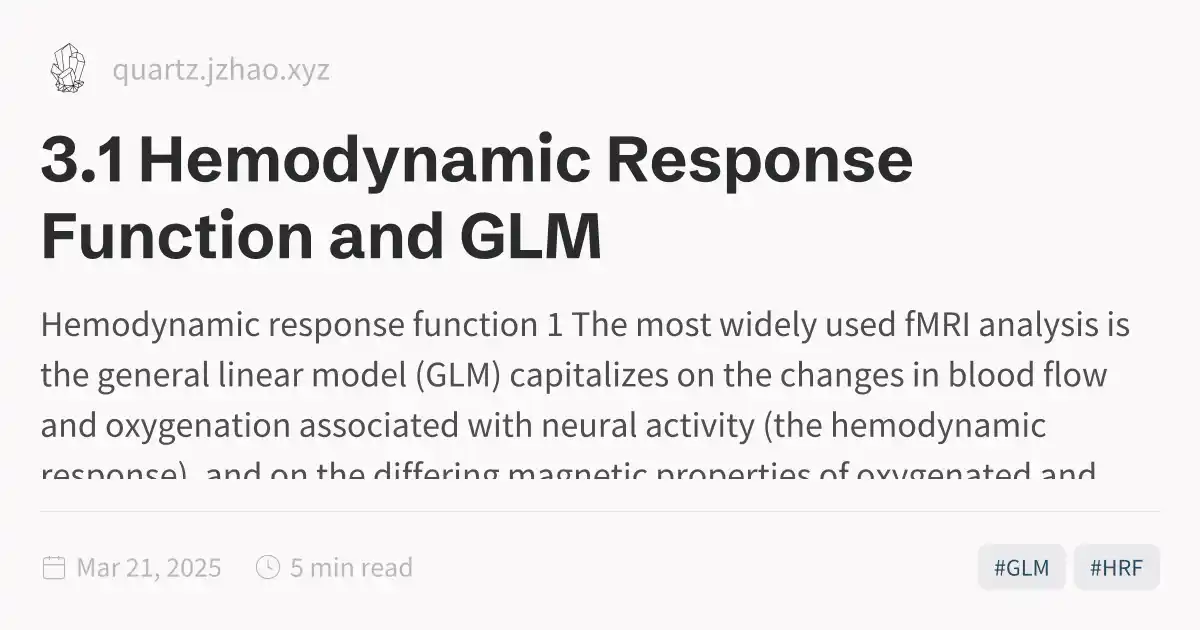 quartz.jzhao.xyz
3.1 Hemodynamic Response
Function and GLM
Hemodynamic response function 1 The most widely used fMRI analysis is
the general linear model (GLM) capitalizes on the changes in blood flow
and oxygenation associated with neural activity (the hemodynamic
response), and on the differing magnetic properties of oxygenated and
Mar 21, 2025 5 min read #GLM #HRF